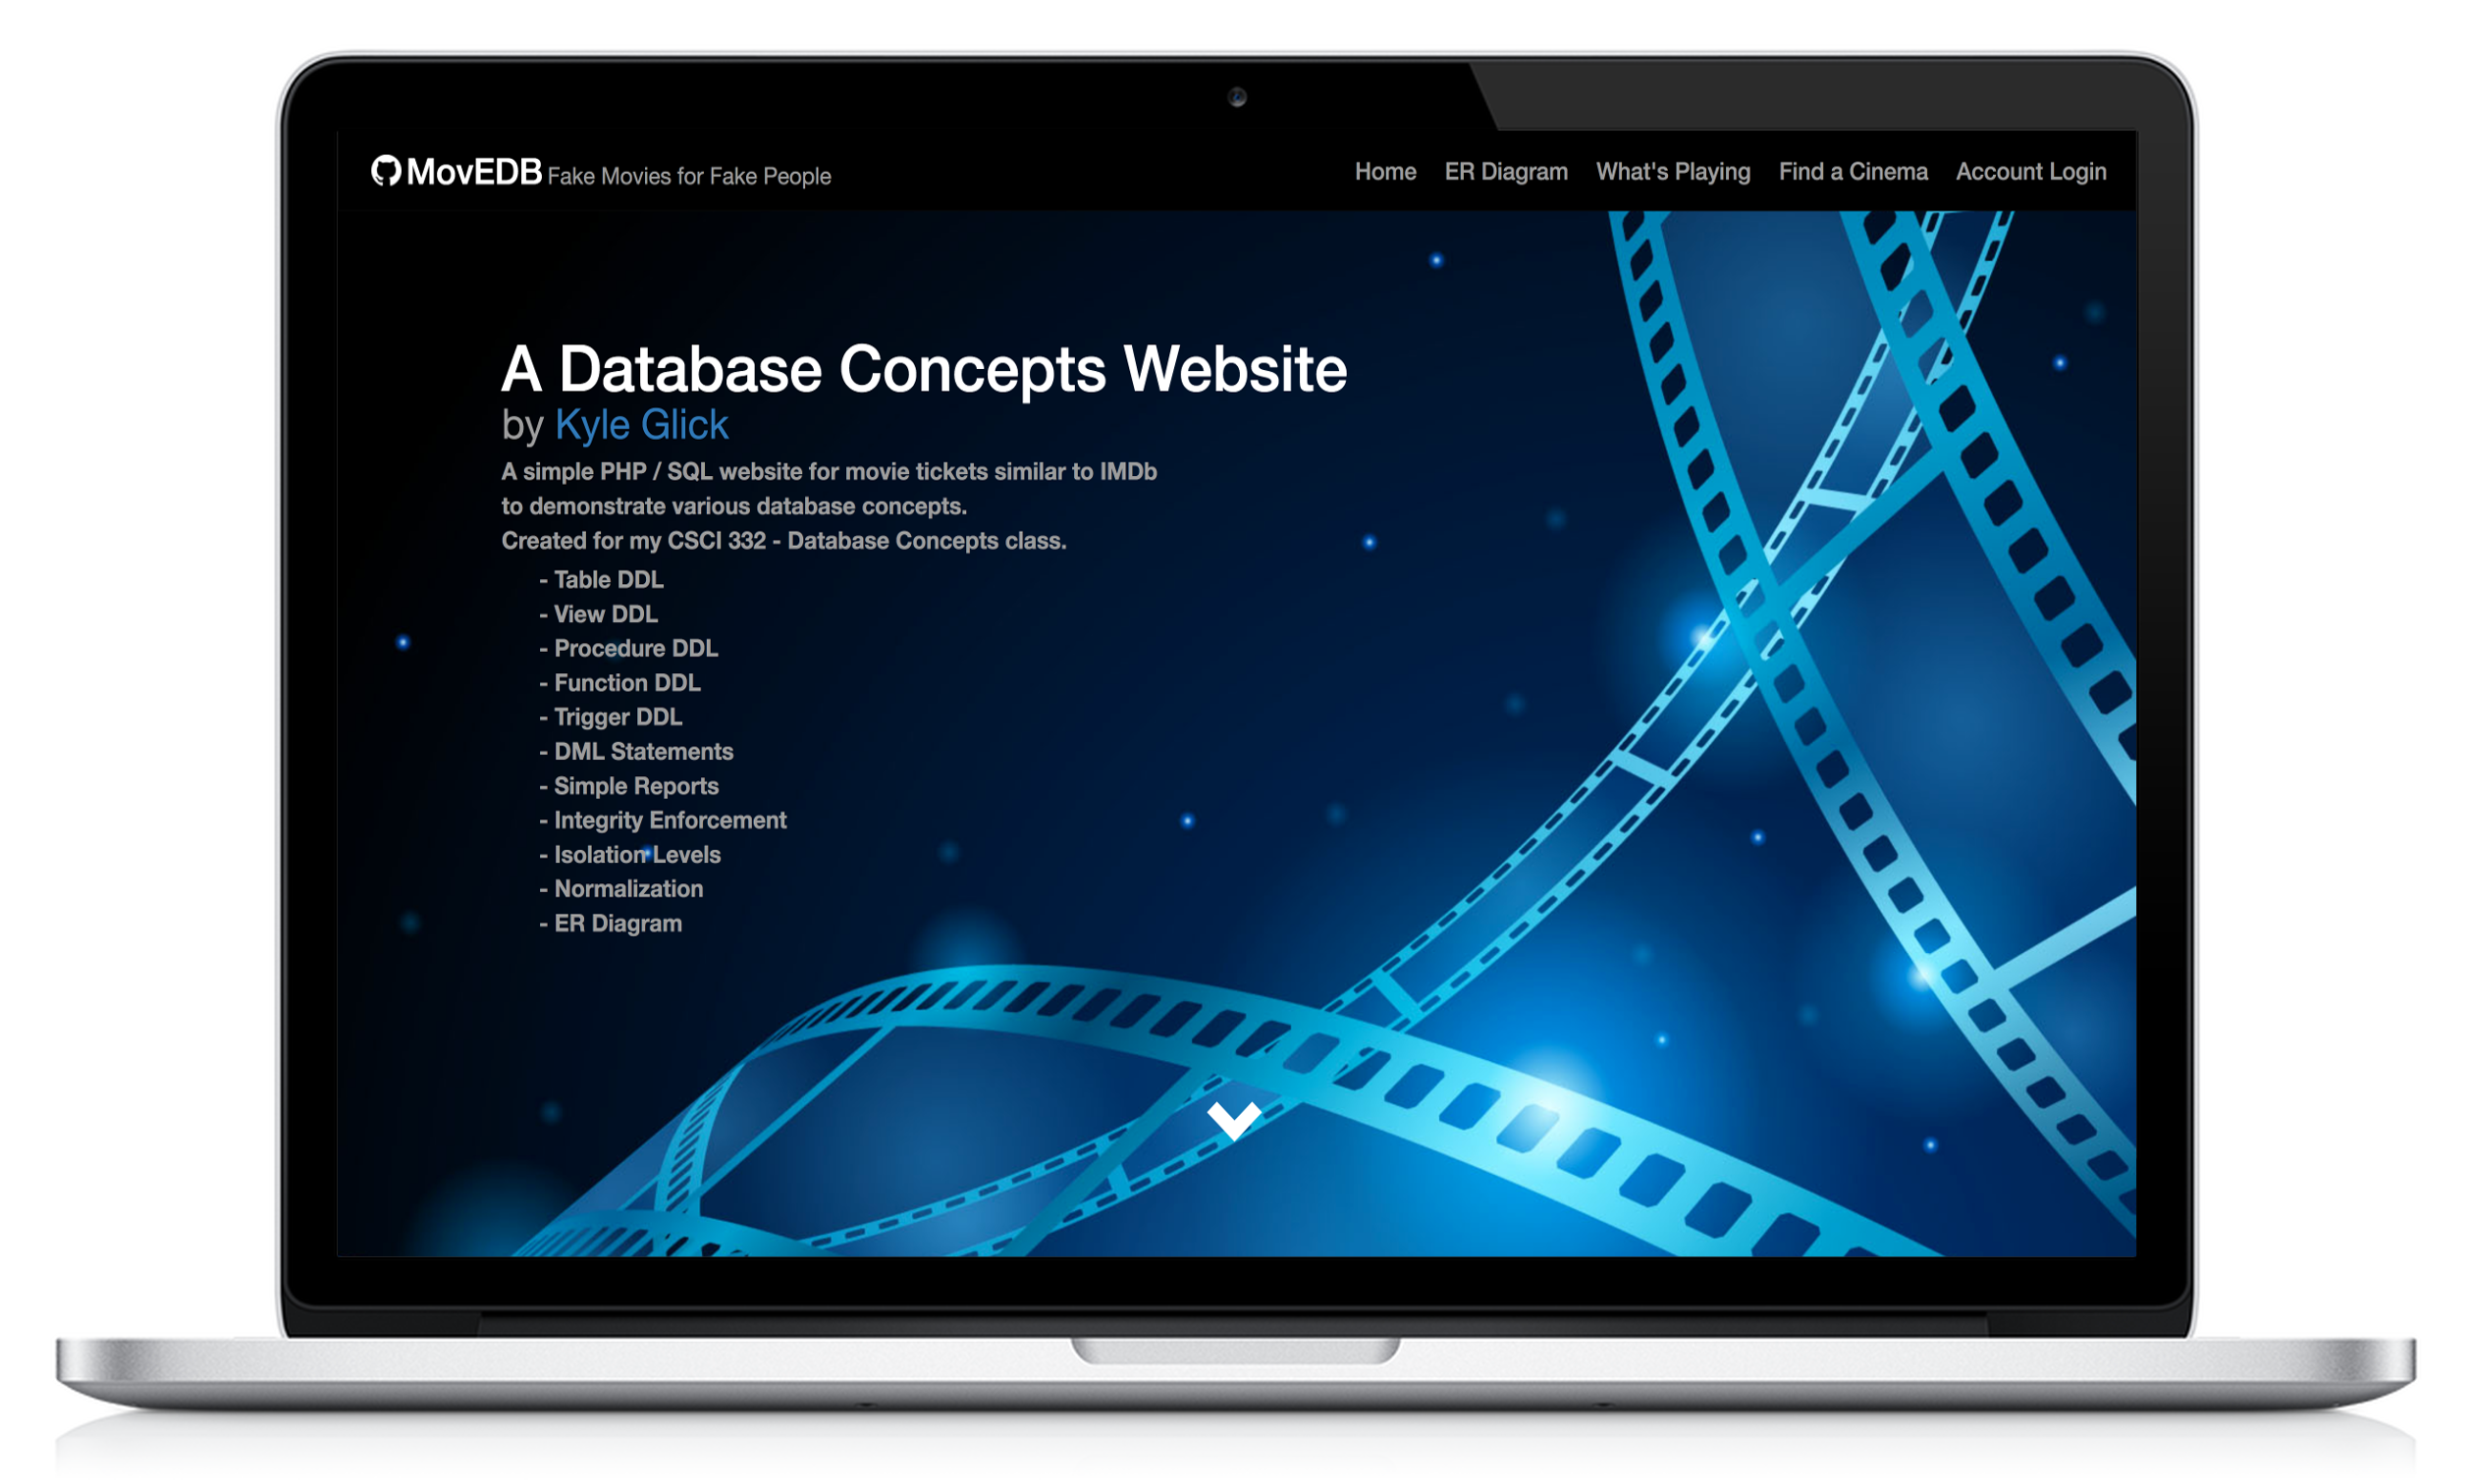 MovEDB Fake Movies for Fake People
Home ER Diagram What's Playing Find a Cinema Account Login
A Database Concepts Website
by Kyle Glick
A simple PHP / SQL website for movie tickets similar to IMDb
to demonstrate various database concepts.
Created for my CSCI 332 - Database Concepts class.
- Table DDL
- View DDL
- Procedure DDL
- Function DDL
- Trigger DDL
- DML Statements
- Simple Reports
- Integrity Enforcement
- Isolation Levels
- Normalization
- ER Diagram